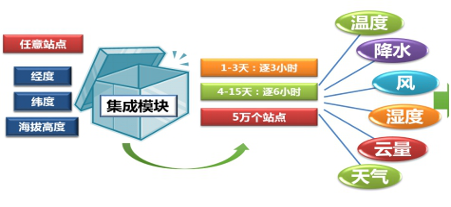 任意站点
经度
纬度
海拔高度
集成模块
1-3天：逐3小时
4-15天：逐6小时
5万个站点
温度
降水
风
湿度
云量
天气